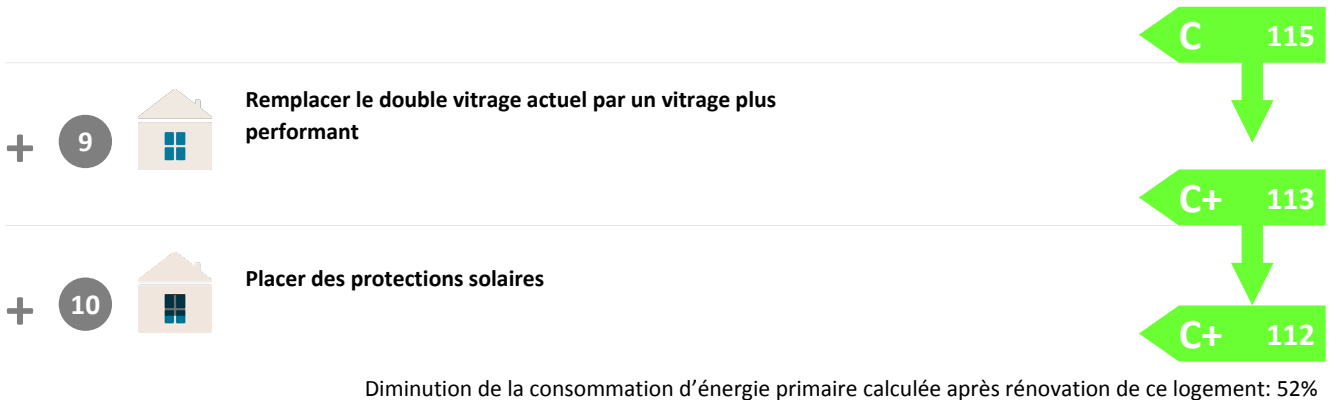 C 115
Remplacer le double vitrage actuel par un vitrage plus
performant
+ 9
C+ 113
Placer des protections solaires
+ 10
C+ 112
Diminution de la consommation d’énergie primaire calculée après rénovation de ce logement: 52%